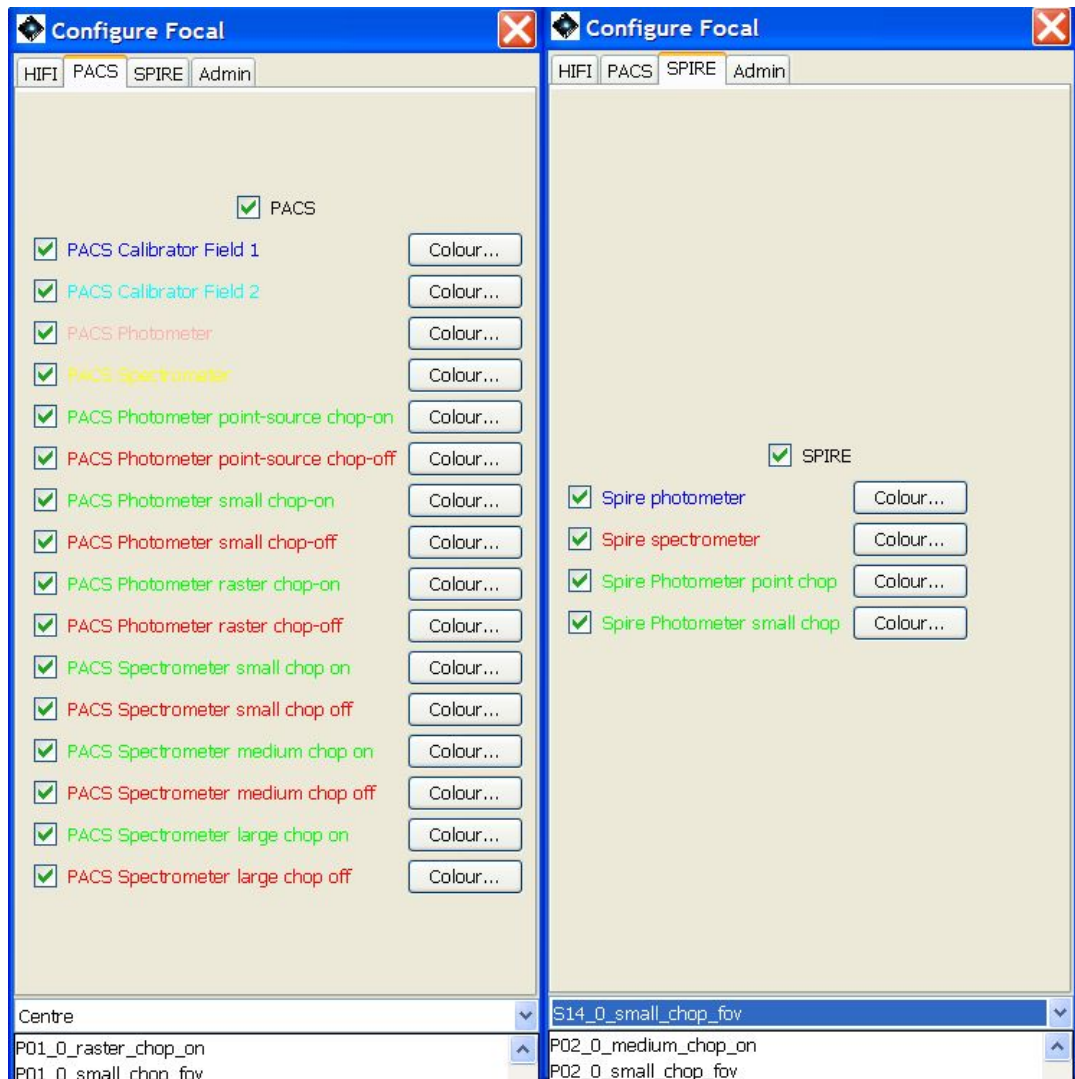 Configure Focal
HIFI PACS SPIRE Admin
PACS
PACS Calibrator Field 1 Colour...
PACS Calibrator Field 2 Colour...
PACS Photometer Colour...
PACS Spectrometer Colour...
PACS Photometer point-source chop-on Colour...
PACS Photometer point-source chop-off Colour...
PACS Photometer small chop-on Colour...
PACS Photometer small chop-off Colour...
PACS Photometer raster chop-on Colour...
PACS Photometer raster chop-off Colour...
PACS Spectrometer small chop on Colour...
PACS Spectrometer small chop off Colour...
PACS Spectrometer medium chop on Colour...
PACS Spectrometer medium chop off Colour...
PACS Spectrometer large chop on Colour...
PACS Spectrometer large chop off Colour...
Centre
P01_0_raster_chop_on
P01_0_small_chop_fov
Configure Focal
HIFI PACS SPIRE Admin
SPIRE
Spire photometer Colour...
Spire spectrometer Colour...
Spire Photometer point chop Colour...
Spire Photometer small chop Colour...
S14_0_small_chop_fov
P02_0_medium_chop_on
P02_0_small_chop_fov